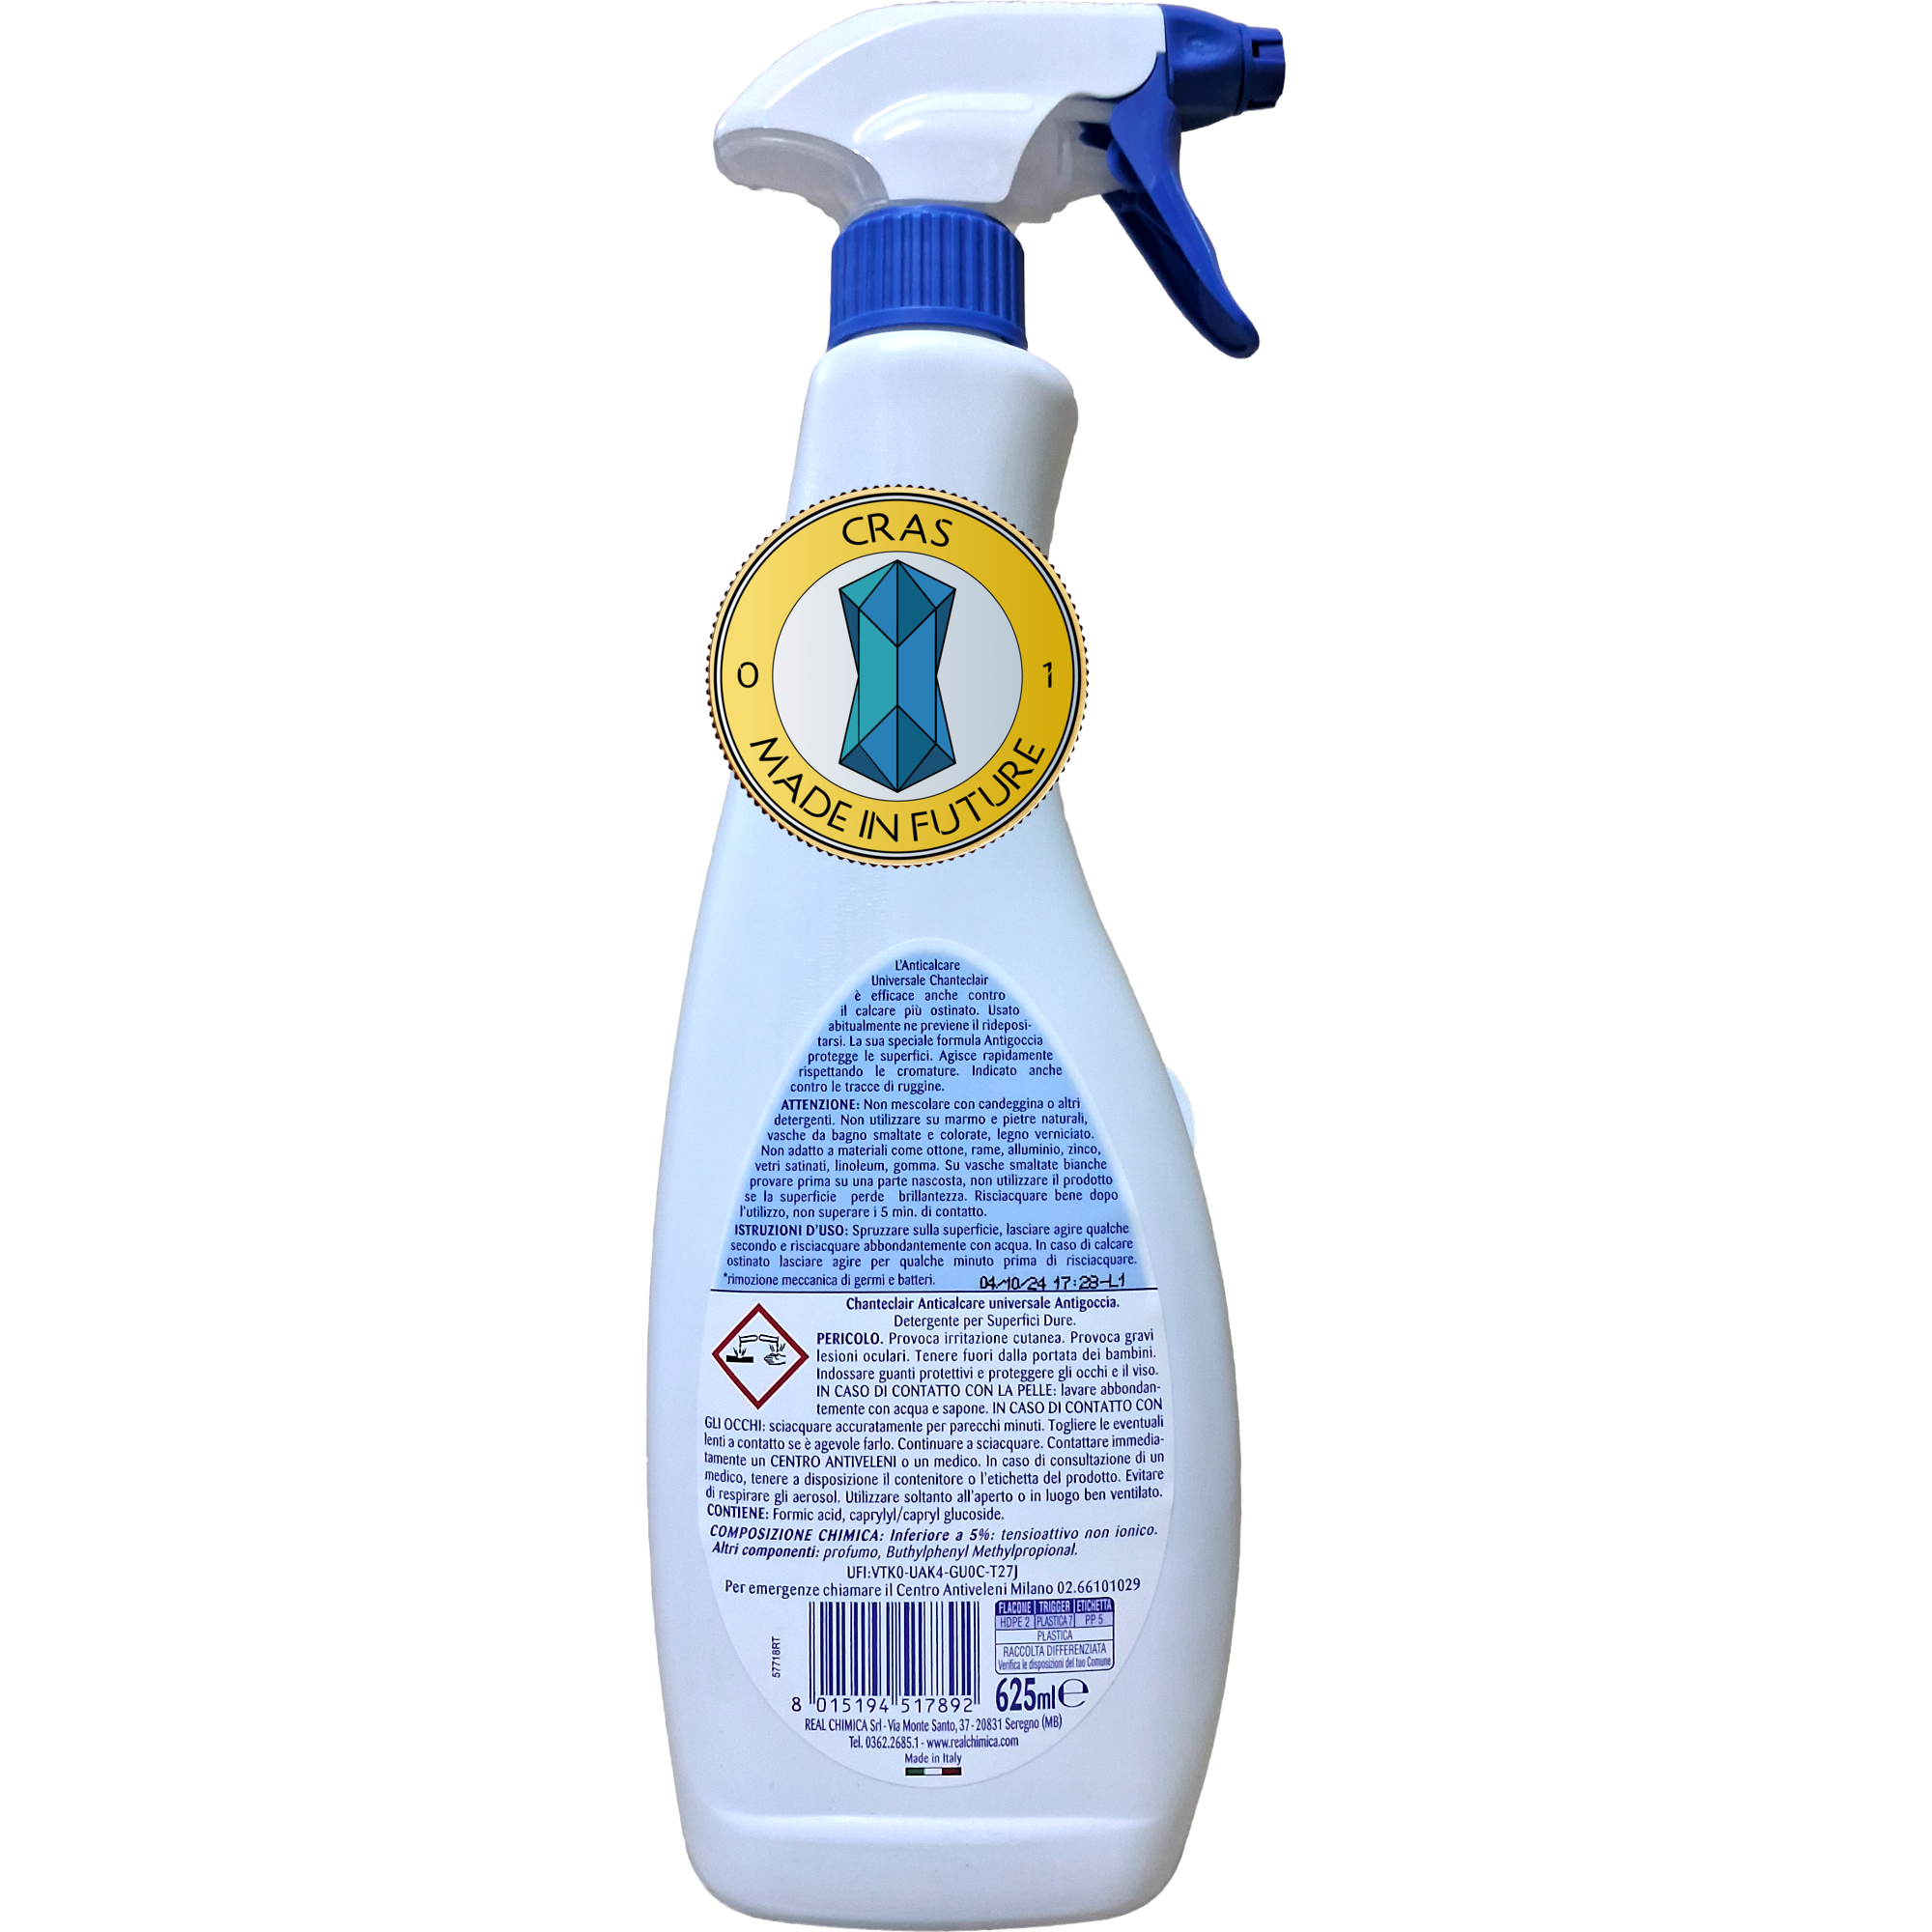 CRAS
0 1
MADE IN FUTURE
L'Anticalcare
Universale Chanteclair
è efficace anche contro
il calcare più ostinato. Usato
abitualmente ne previene il rideposi-
tarsi. La sua speciale formula Antigoccia
protegge le superfici. Agisce rapidamente
rispettando le cromature. Indicato anche
contro le tracce di ruggine.
ATTENZIONE: Non mescolare con candeggina o altri
detergenti. Non utilizzare su marmo e pietre naturali,
vasche da bagno smaltate e colorate, legno verniciato.
Non adatto a materiali come ottone, rame, alluminio, zinco,
vetri satinati, linoleum, gomma. Su vasche smaltate bianche
provare prima su una parte nascosta, non utilizzare il prodotto
se la superficie perde brillantezza. Risciacquare bene dopo
l'utilizzo, non superare i 5 min. di contatto.
ISTRUZIONI D'USO: Spruzzare sulla superficie, lasciare agire qualche
secondo e risciacquare abbondantemente con acqua. In caso di calcare
ostinato lasciare agire per qualche minuto prima di risciacquare.
*rimozione meccanica di germi e batteri. 04/10/24 17:28-L1
Chanteclair Anticalcare universale Antigoccia.
Detergente per Superfici Dure.
PERICOLO. Provoca irritazione cutanea. Provoca gravi
lesioni oculari. Tenere fuori dalla portata dei bambini.
Indossare guanti protettivi e proteggere gli occhi e il viso.
IN CASO DI CONTATTO CON LA PELLE: lavare abbondan-
temente con acqua e sapone. IN CASO DI CONTATTO CON
GLI OCCHI: sciacquare accuratamente per parecchi minuti. Togliere le eventuali
lenti a contatto se è agevole farlo. Continuare a sciacquare. Contattare immedia-
tamente un CENTRO ANTIVELENI o un medico. In caso di consultazione di un
medico, tenere a disposizione il contenitore o l'etichetta del prodotto. Evitare
di respirare gli aerosol. Utilizzare soltanto all'aperto o in luogo ben ventilato.
CONTIENE: Formic acid, caprylyl/capryl glucoside.
COMPOSIZIONE CHIMICA: Inferiore a 5%: tensioattivo non ionico.
Altri componenti: profumo, Buthylphenyl Methylpropional.
UFI:VTK0-UAK4-GU0C-T27J
Per emergenze chiamare il Centro Antiveleni Milano 02.66101029
FLACONE TRIGGER ETICHETTA
HDPE 2 PLASTICA 7 PP 5
PLASTICA
RACCOLTA DIFFERENZIATA
Verifica le disposizioni del tuo Comune
57718RT
8 015194 517892
625ml e
REAL CHIMICA Srl - Via Monte Santo, 37 - 20831 Seregno (MB)
Tel. 0362.2685.1 - www.realchimica.com
Made in Italy